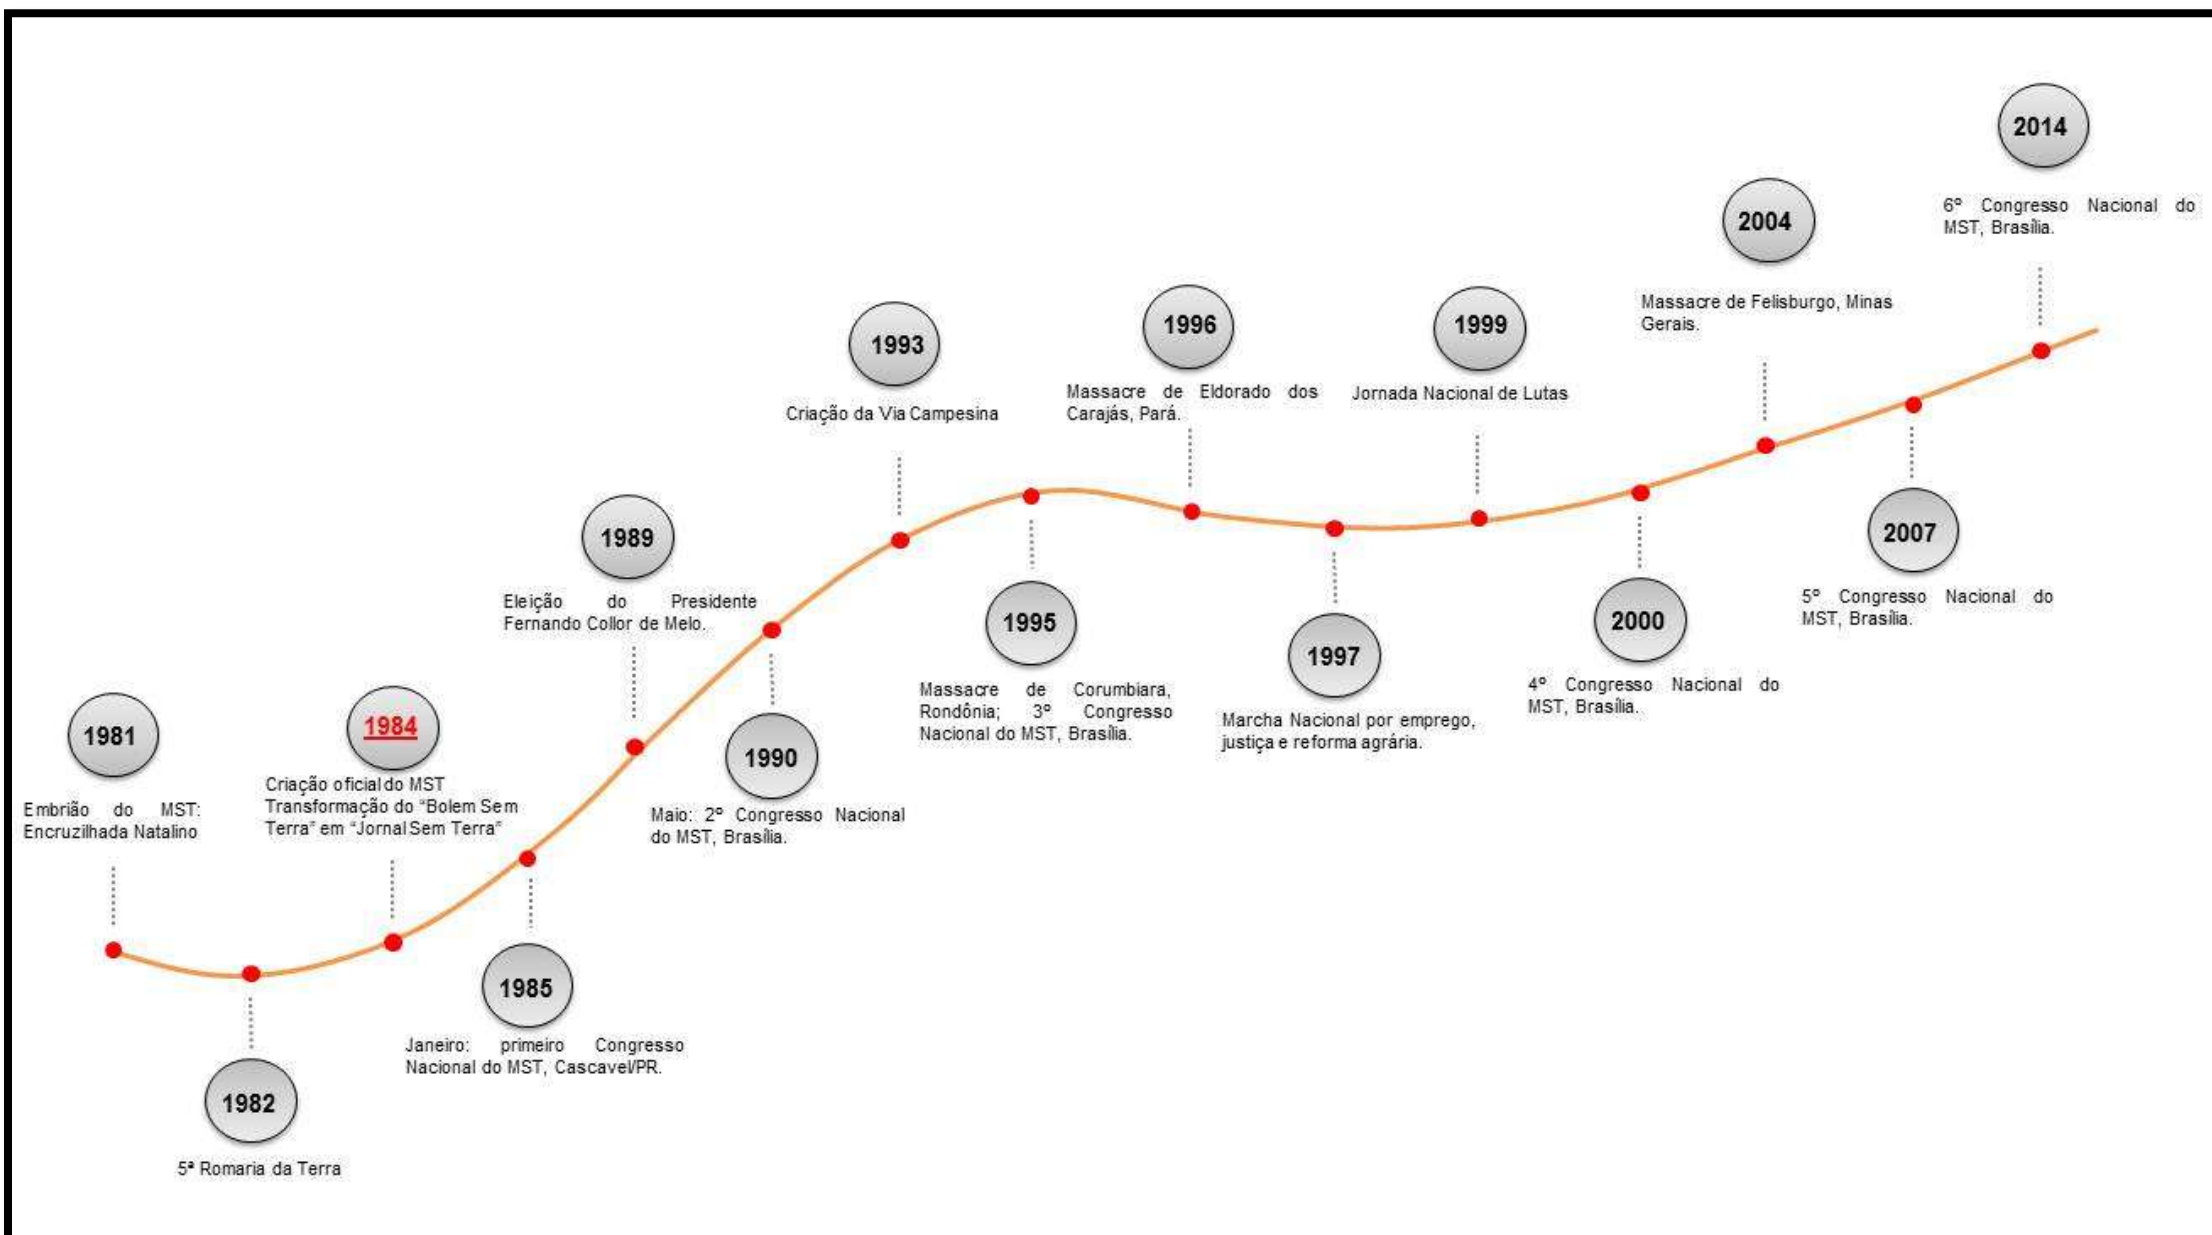 1981
Embrião do MST:
Encruzilhada Natalino
1982
5ª Romaria da Terra
1984
Criação oficial do MST
Transformação do “Bolem Sem
Terra” em “Jornal Sem Terra”
1985
Janeiro: primeiro Congresso
Nacional do MST, Cascavel/PR.
1989
Eleição do Presidente
Fernando Collor de Melo.
1990
Maio: 2º Congresso Nacional
do MST, Brasília.
1993
Criação da Via Campesina
1995
Massacre de Corumbiara,
Rondônia; 3º Congresso
Nacional do MST, Brasília.
1996
Massacre de Eldorado dos
Carajás, Pará.
1997
Marcha Nacional por emprego,
justiça e reforma agrária.
1999
Jornada Nacional de Lutas
2000
4º Congresso Nacional do
MST, Brasília.
2004
Massacre de Felisburgo, Minas
Gerais.
2007
5º Congresso Nacional do
MST, Brasília.
2014
6º Congresso Nacional do
MST, Brasília.